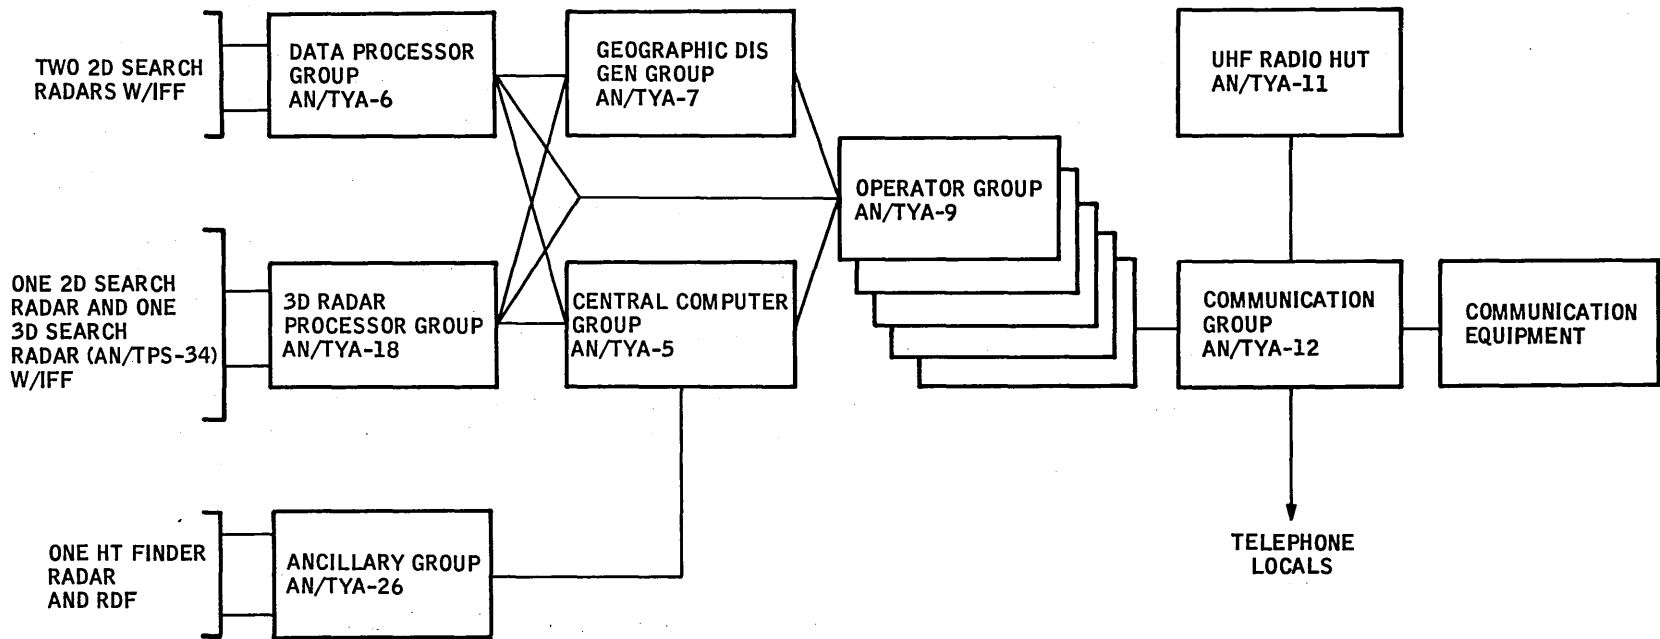 TWO 2D SEARCH
RADARS W/IFF
DATA PROCESSOR
GROUP
AN/TYA-6
GEOGRAPHIC DIS
GEN GROUP
AN/TYA-7
UHF RADIO HUT
AN/TYA-11
OPERATOR GROUP
AN/TYA-9
ONE 2D SEARCH
RADAR AND ONE
3D SEARCH
RADAR (AN/TPS-34)
W/IFF
3D RADAR
PROCESSOR GROUP
AN/TYA-18
CENTRAL COMPUTER
GROUP
AN/TYA-5
COMMUNICATION
GROUP
AN/TYA-12
COMMUNICATION
EQUIPMENT
ONE HT FINDER
RADAR
AND RDF
ANCILLARY GROUP
AN/TYA-26
TELEPHONE
LOCALS